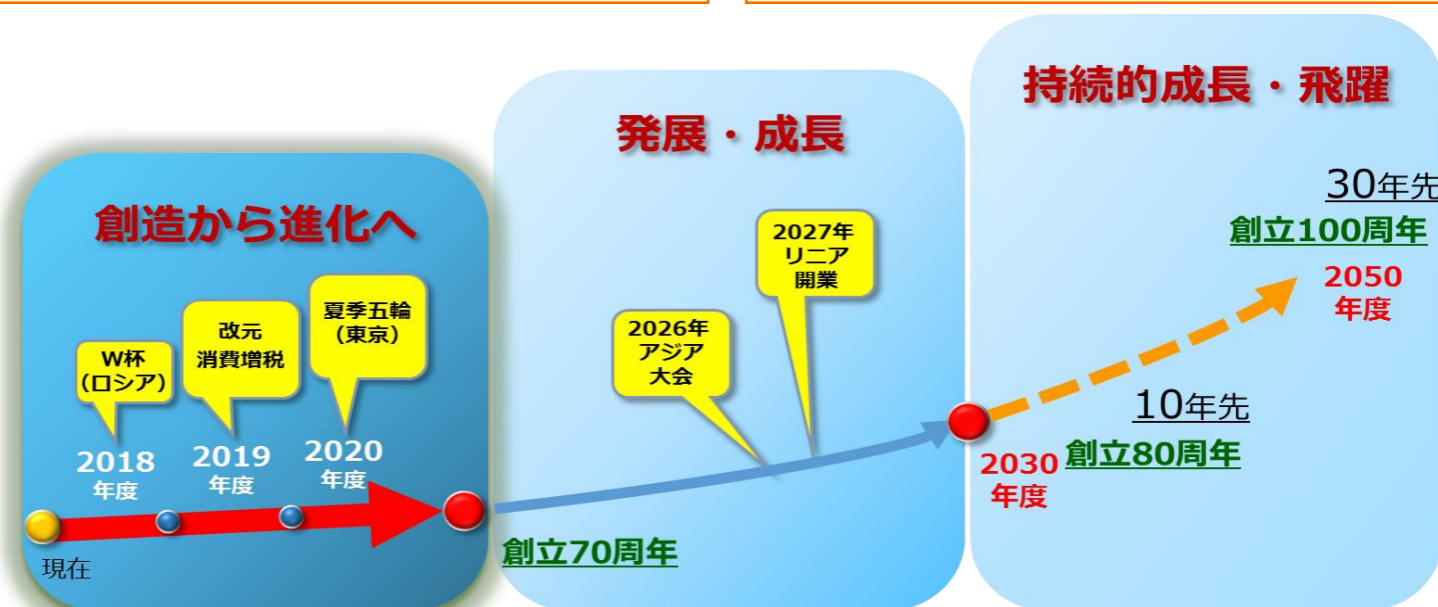 創造から進化へ
W杯
(ロシア)
改元
消費増税
夏季五輪
(東京)
2018
年度
2019
年度
2020
年度
現在
発展・成長
2026年
アジア
大会
2027年
リニア
開業
創立70周年
持続的成長・飛躍
30年先
創立100周年
2050
年度
10年先
創立80周年
2030
年度